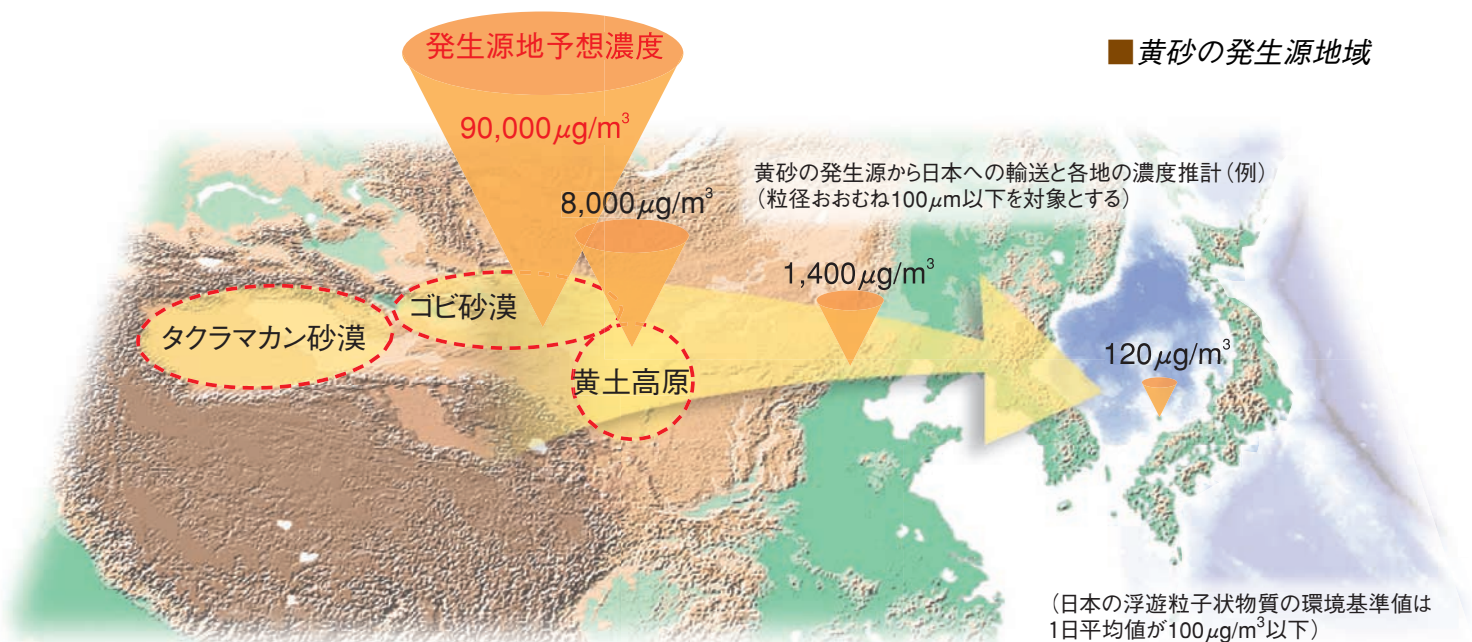 発生源地予想濃度
90,000μg/m³
■黄砂の発生源地域
黄砂の発生源から日本への輸送と各地の濃度推計（例）
（粒径おおむね100μm以下を対象とする）
8,000μg/m³
1,400μg/m³
120μg/m³
タクラマカン砂漠
ゴビ砂漠
黄土高原
（日本の浮遊粒子状物質の環境基準値は
1日平均値が100μg/m³以下）